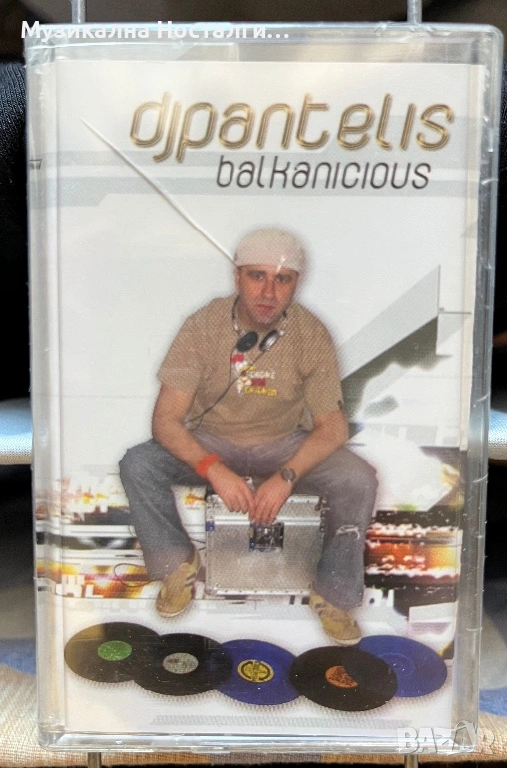 Музикална Носталги...
djpantelis
balkanicious
BAZAR